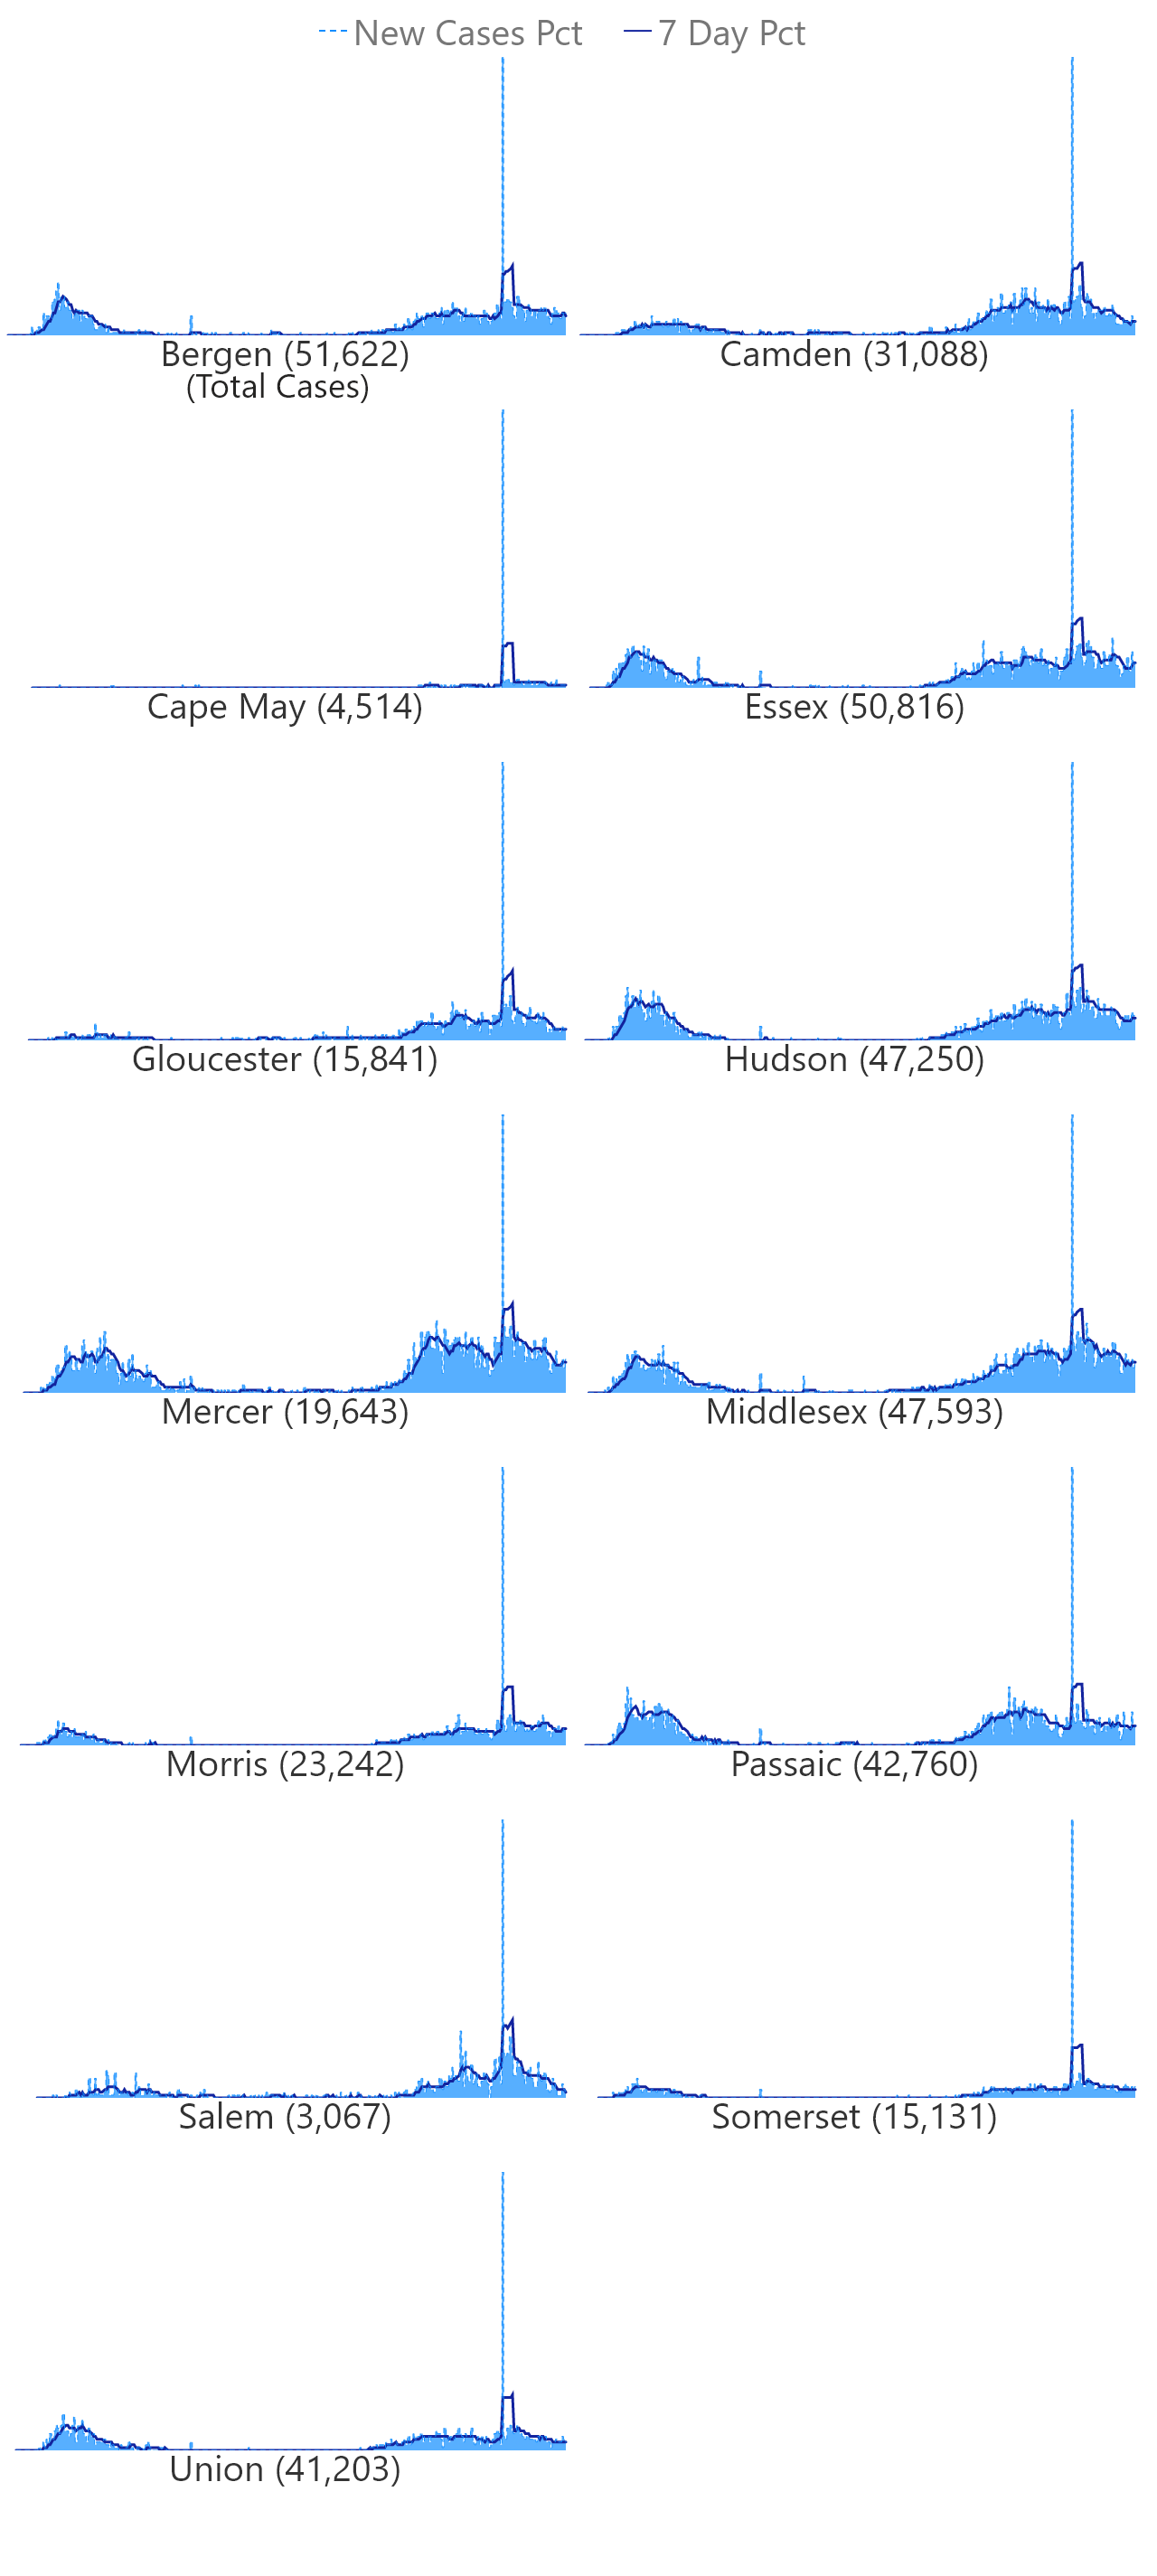 New Cases Pct 7 Day Pct
Bergen (51,622)
(Total Cases)
Camden (31,088)
Cape May (4,514)
Essex (50,816)
Gloucester (15,841)
Hudson (47,250)
Mercer (19,643)
Middlesex (47,593)
Morris (23,242)
Passaic (42,760)
Salem (3,067)
Somerset (15,131)
Union (41,203)